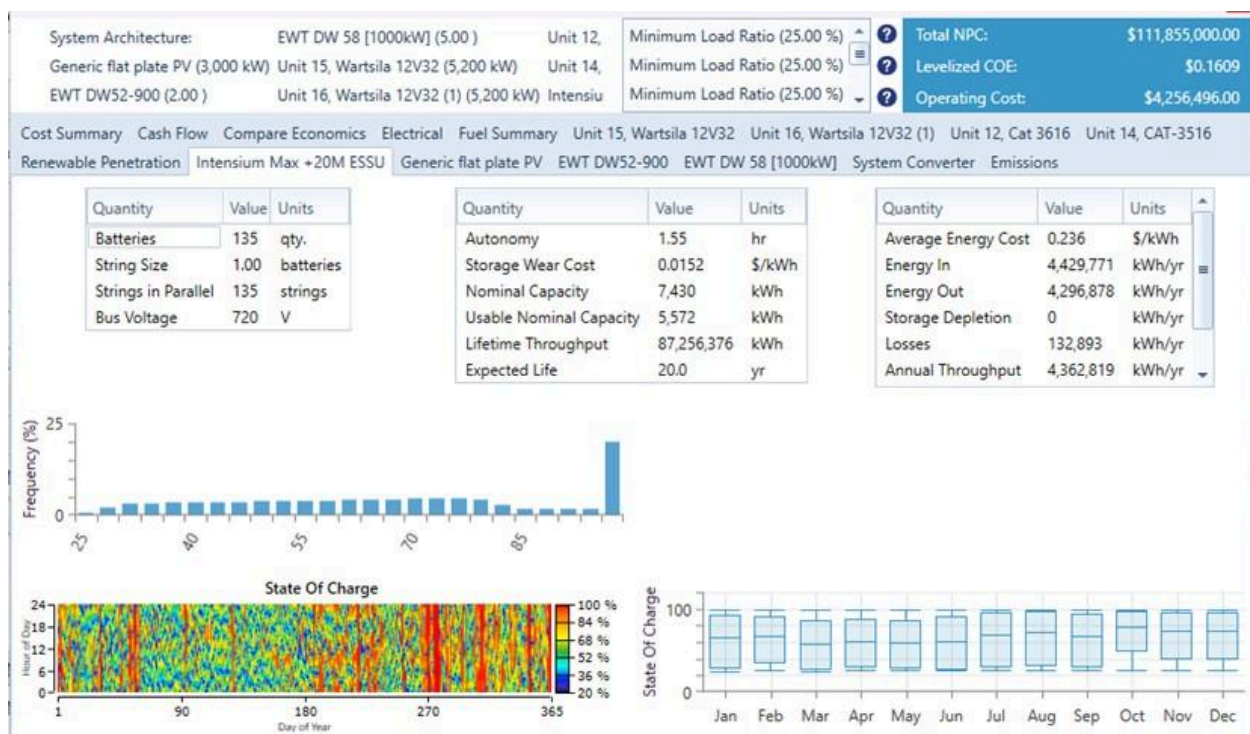 System Architecture: EWT DW 58 [1000kW] (5.00 ) Unit 12,
Generic flat plate PV (3,000 kW) Unit 15, Wartsila 12V32 (5,200 kW) Unit 14,
EWT DW52-900 (2.00 ) Unit 16, Wartsila 12V32 (1) (5,200 kW) Intensiu
Minimum Load Ratio (25.00 %)
Minimum Load Ratio (25.00 %)
Minimum Load Ratio (25.00 %)
? Total NPC: $111,855,000.00
? Levelized COE: $0.1609
? Operating Cost: $4,256,496.00
Cost Summary Cash Flow Compare Economics Electrical Fuel Summary Unit 15, Wartsila 12V32 Unit 16, Wartsila 12V32 (1) Unit 12, Cat 3616 Unit 14, CAT-3516
Renewable Penetration Intensium Max +20M ESSU Generic flat plate PV EWT DW52-900 EWT DW 58 [1000kW] System Converter Emissions
Quantity Value Units
Batteries 135 qty.
String Size 1.00 batteries
Strings in Parallel 135 strings
Bus Voltage 720 V
Quantity Value Units
Autonomy 1.55 hr
Storage Wear Cost 0.0152 $/kWh
Nominal Capacity 7,430 kWh
Usable Nominal Capacity 5,572 kWh
Lifetime Throughput 87,256,376 kWh
Expected Life 20.0 yr
Quantity Value Units
Average Energy Cost 0.236 $/kWh
Energy In 4,429,771 kWh/yr
Energy Out 4,296,878 kWh/yr
Storage Depletion 0 kWh/yr
Losses 132,893 kWh/yr
Annual Throughput 4,362,819 kWh/yr
Frequency (%)
25
0
25 40 55 70 85
State Of Charge
Hour of Day
24
18
12
6
0
1 90 180 270 365
Day of Year
100 %
84 %
68 %
52 %
36 %
20 %
State Of Charge
100
0
Jan Feb Mar Apr May Jun Jul Aug Sep Oct Nov Dec